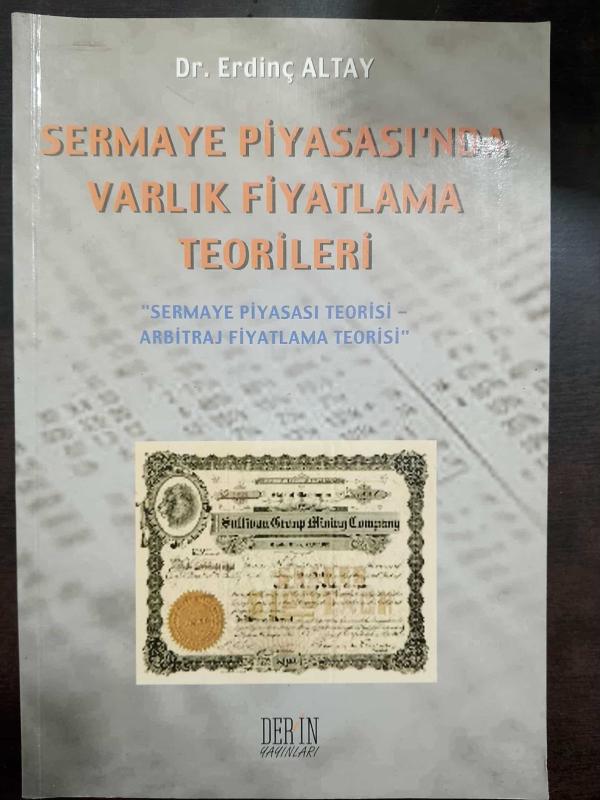 Dr. Erdinç ALTAY
SERMAYE PİYASASI'NDA
VARLIK FİYATLAMA
TEORİLERİ
"SERMAYE PİYASASI TEORİSİ –
ARBİTRAJ FİYATLAMA TEORİSİ"
Sullivan Group Mining Company
DERİN
YAYINLARI